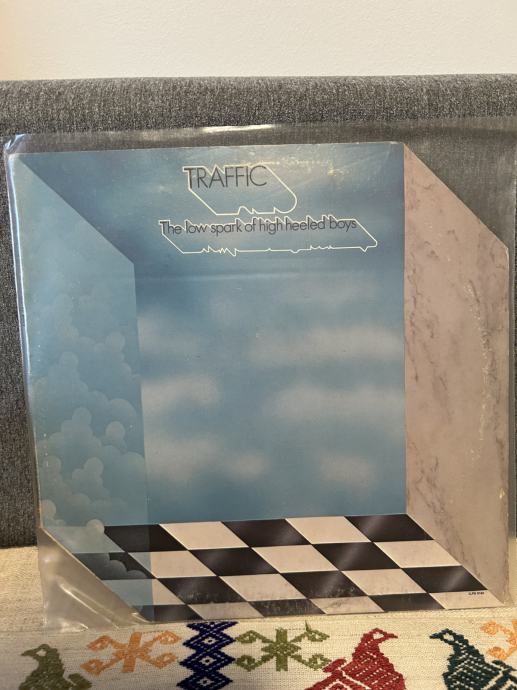 TRAFFIC
The low spark of high heeled boys